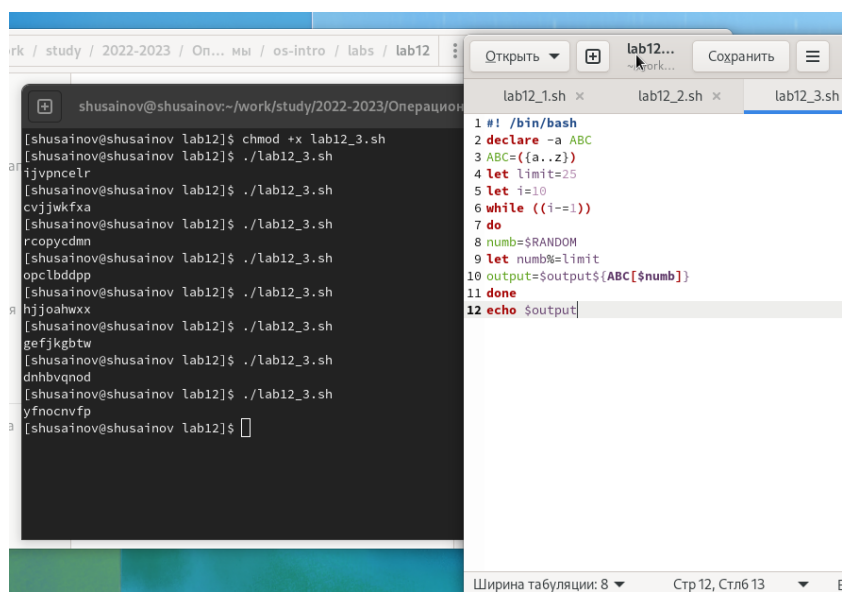 rk / study / 2022-2023 / Оп... мы / os-intro / labs / lab12
shusainov@shusainov:~/work/study/2022-2023/Операцион
[shusainov@shusainov lab12]$ chmod +x lab12_3.sh
[shusainov@shusainov lab12]$ ./lab12_3.sh
ijvpncelr
[shusainov@shusainov lab12]$ ./lab12_3.sh
cvjjwkfxa
[shusainov@shusainov lab12]$ ./lab12_3.sh
rcopycdmn
[shusainov@shusainov lab12]$ ./lab12_3.sh
opclbddpp
[shusainov@shusainov lab12]$ ./lab12_3.sh
hjjoahwxx
[shusainov@shusainov lab12]$ ./lab12_3.sh
gefjkgbtw
[shusainov@shusainov lab12]$ ./lab12_3.sh
dnhbvqnod
[shusainov@shusainov lab12]$ ./lab12_3.sh
yfnocnvfp
[shusainov@shusainov lab12]$
Открыть lab12... Сохранить
lab12_1.sh × lab12_2.sh × lab12_3.sh
1 #! /bin/bash
2 declare -a ABC
3 ABC=({a..z})
4 let limit=25
5 let i=10
6 while ((i-=1))
7 do
8 numb=$RANDOM
9 let numb%=limit
10 output=$output${ABC[$numb]}
11 done
12 echo $output
Ширина табуляции: 8 Стр 12, Стлб 13